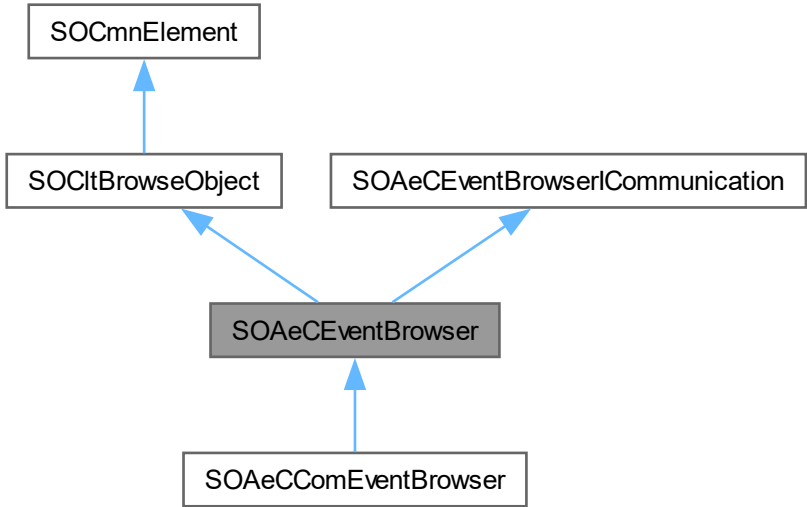 SOCmnElement
SOCltBrowseObject
SOAeCEventBrowserICommunication
SOAeCEventBrowser
SOAeCComEventBrowser